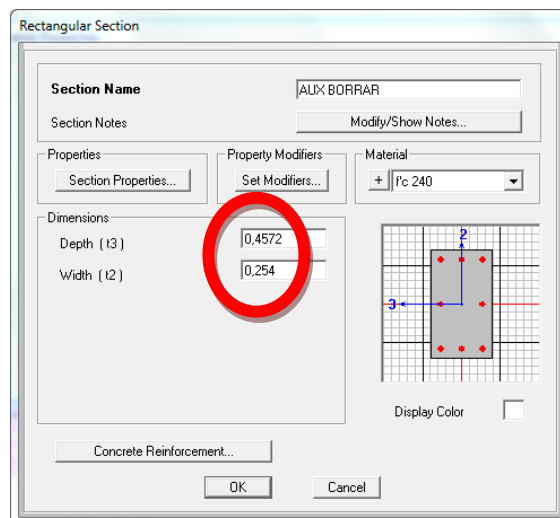 Rectangular Section
Section Name
AUX BORRAR
Section Notes
Modify/Show Notes...
Properties
Property Modifiers
Material
Section Properties...
Set Modifiers...
+
f'c 240
Dimensions
Depth ( t3 )
0,4572
Width ( t2 )
0,254
2
3
Display Color
Concrete Reinforcement...
OK
Cancel